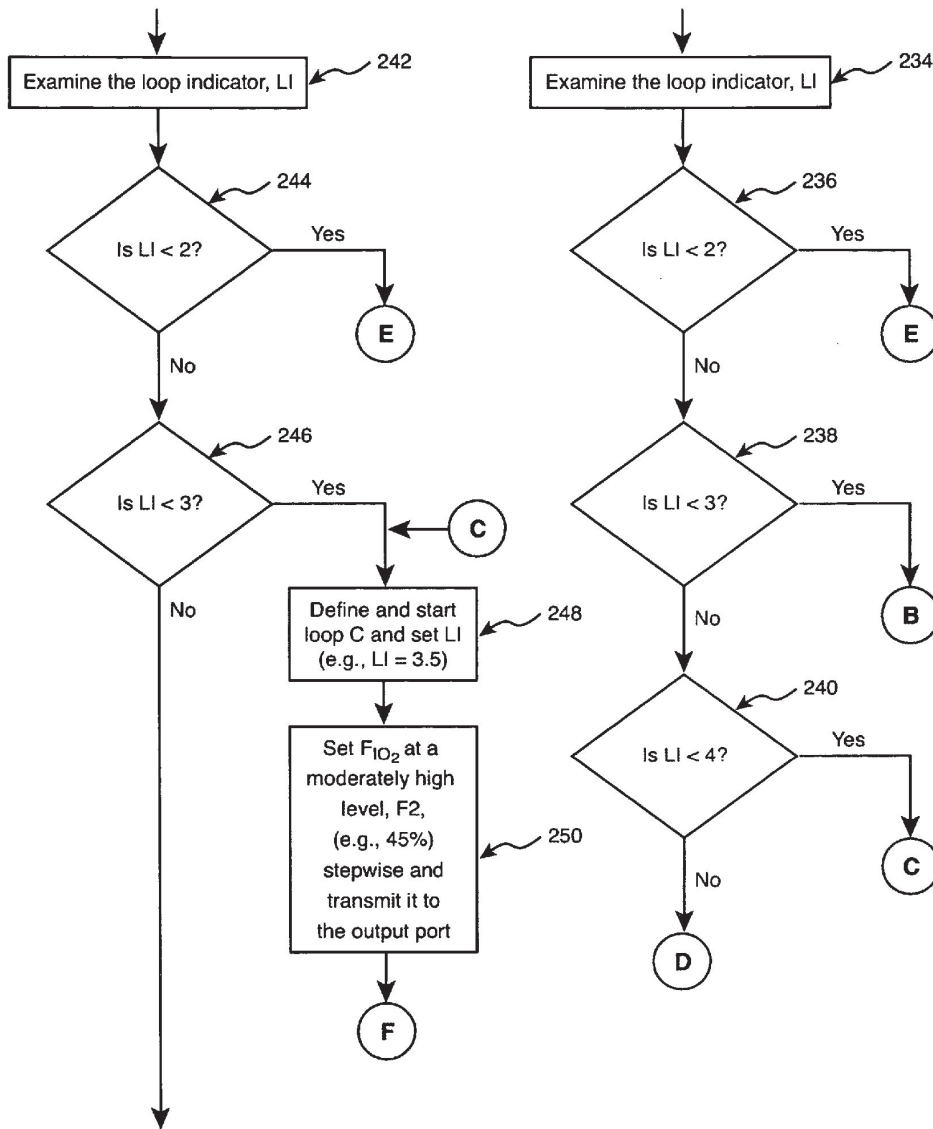 Examine the loop indicator, LI
242
244
Is LI < 2?
Yes
E
No
246
Is LI < 3?
Yes
C
No
Define and start
loop C and set LI
(e.g., LI = 3.5)
248
Set FIO2 at a
moderately high
level, F2,
(e.g., 45%)
stepwise and
transmit it to
the output port
250
F
Examine the loop indicator, LI
234
236
Is LI < 2?
Yes
E
No
238
Is LI < 3?
Yes
B
No
240
Is LI < 4?
Yes
C
No
D